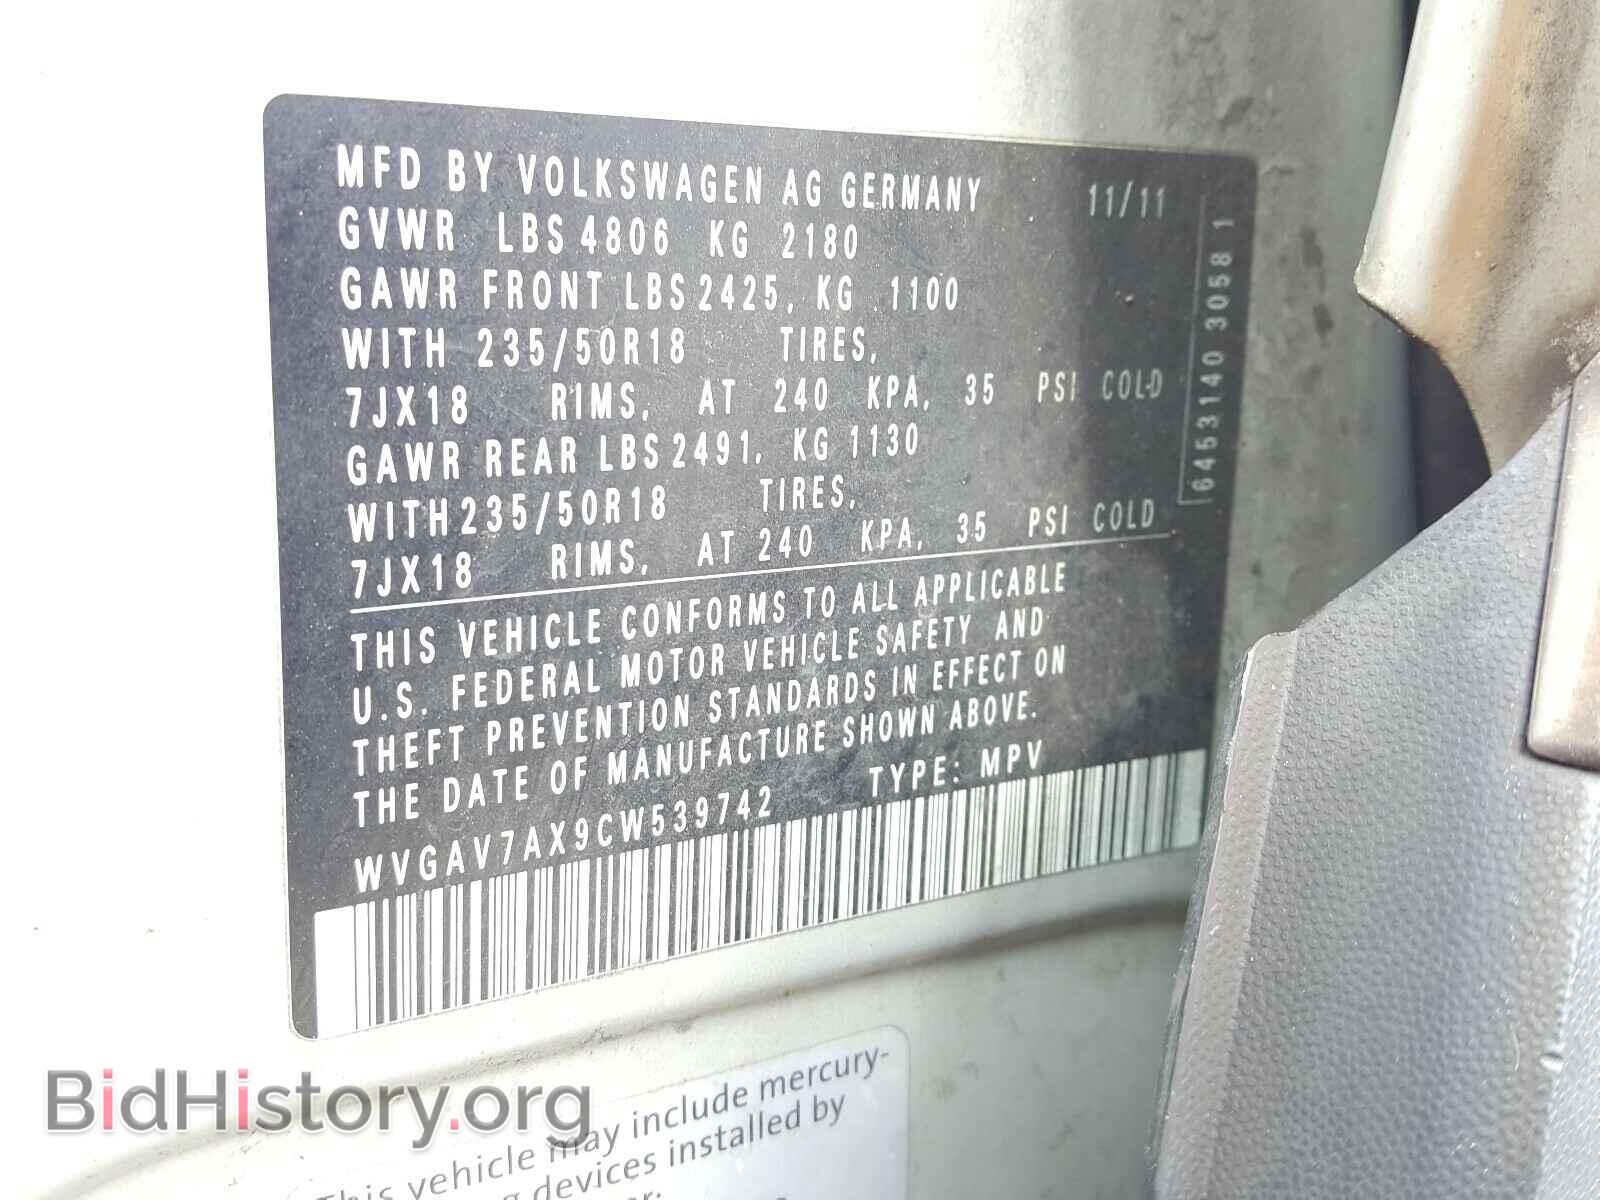 MFD BY VOLKSWAGEN AG GERMANY 11/11
GVWR LBS 4806 KG 2180
GAWR FRONT LBS 2425, KG 1100
WITH 235/50R18 TIRES,
7JX18 RIMS, AT 240 KPA, 35 PSI COLD
GAWR REAR LBS 2491, KG 1130
WITH 235/50R18 TIRES,
7JX18 RIMS, AT 240 KPA, 35 PSI COLD
THIS VEHICLE CONFORMS TO ALL APPLICABLE
U.S. FEDERAL MOTOR VEHICLE SAFETY AND
THEFT PREVENTION STANDARDS IN EFFECT ON
THE DATE OF MANUFACTURE SHOWN ABOVE.
WVGAV7AX9CW539742 TYPE: MPV
6453140 3058 1
This vehicle may include mercury-
devices installed by
BidHistory.org